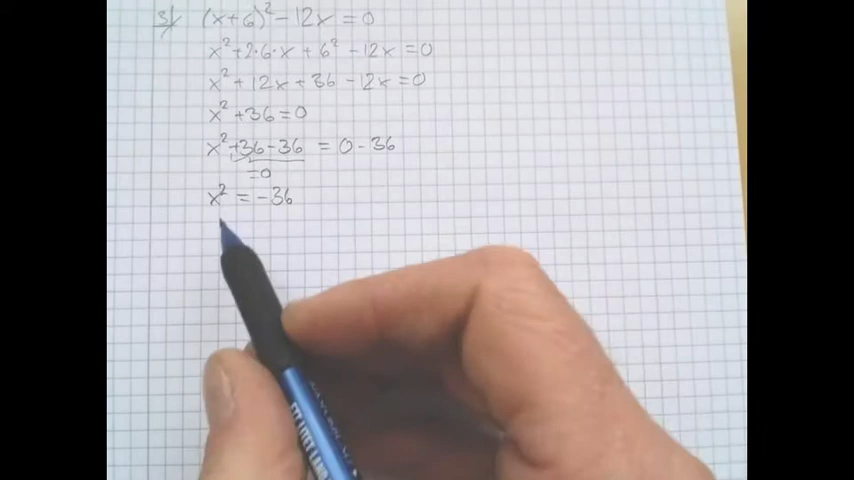 3/ (x+6)² - 12x = 0
x² + 2·6·x + 6² - 12x = 0
x² + 12x + 36 - 12x = 0
x² + 36 = 0
x² + 36 - 36 = 0 - 36
= 0
x² = -36